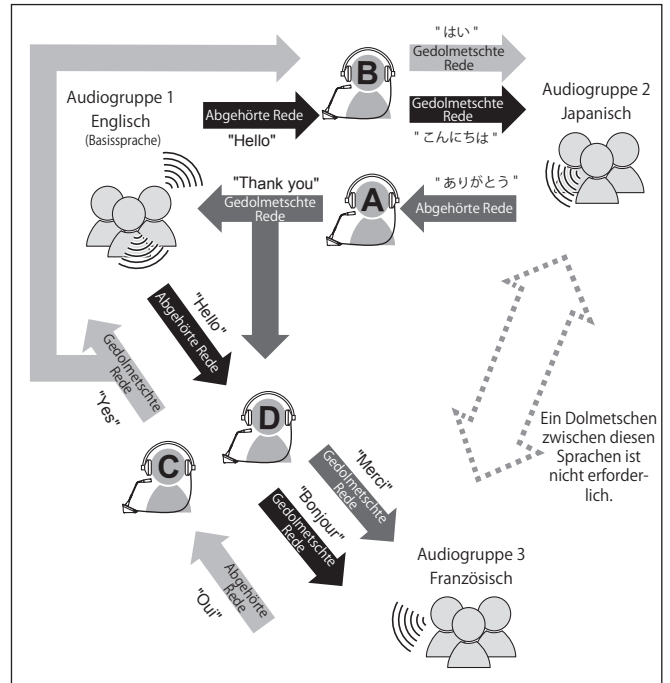 " はい "
Gedolmetschte
Rede
B
Audiogruppe 1
Englisch
(Basissprache)
Abgehörte Rede
"Hello"
Gedolmetschte
Rede
" こんにちは "
Audiogruppe 2
Japanisch
"Thank you"
Gedolmetschte
Rede
A
" ありがとう "
Abgehörte Rede
"Hello"
Abgehörte Rede
Gedolmetschte
Rede
"Yes"
D
C
"Merci"
Gedolmetschte
Rede
"Bonjour"
Gedolmetschte
Rede
Abgehörte
Rede
"Oui"
Ein Dolmetschen
zwischen diesen
Sprachen ist
nicht erforder-
lich.
Audiogruppe 3
Französisch